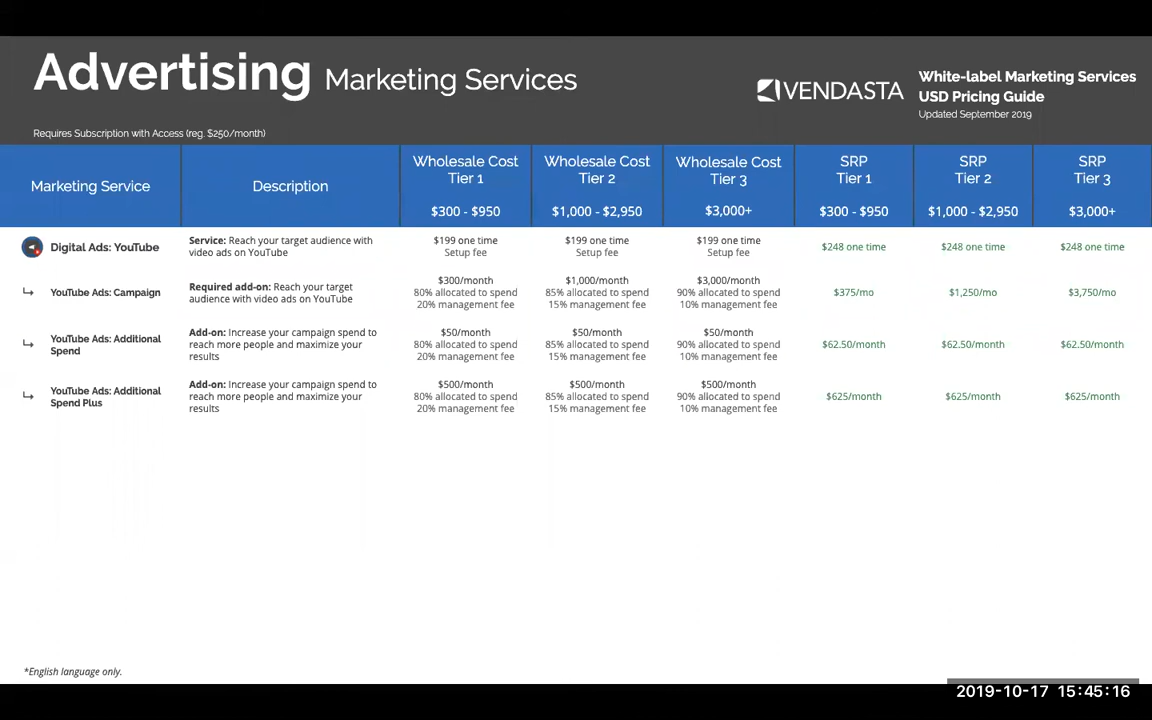 Advertising Marketing Services
VENDASTA
White-label Marketing Services
USD Pricing Guide
Updated September 2019
Requires Subscription with Access (reg. $250/month)
Marketing Service
Description
Wholesale Cost
Tier 1
$300 - $950
Wholesale Cost
Tier 2
$1,000 - $2,950
Wholesale Cost
Tier 3
$3,000+
SRP
Tier 1
$300 - $950
SRP
Tier 2
$1,000 - $2,950
SRP
Tier 3
$3,000+
Digital Ads: YouTube
Service: Reach your target audience with
video ads on YouTube
$199 one time
Setup fee
$199 one time
Setup fee
$199 one time
Setup fee
$248 one time
$248 one time
$248 one time
YouTube Ads: Campaign
Required add-on: Reach your target
audience with video ads on YouTube
$300/month
80% allocated to spend
20% management fee
$1,000/month
85% allocated to spend
15% management fee
$3,000/month
90% allocated to spend
10% management fee
$375/mo
$1,250/mo
$3,750/mo
YouTube Ads: Additional
Spend
Add-on: Increase your campaign spend to
reach more people and maximize your
results
$50/month
80% allocated to spend
20% management fee
$50/month
85% allocated to spend
15% management fee
$50/month
90% allocated to spend
10% management fee
$62.50/month
$62.50/month
$62.50/month
YouTube Ads: Additional
Spend Plus
Add-on: Increase your campaign spend to
reach more people and maximize your
results
$500/month
80% allocated to spend
20% management fee
$500/month
85% allocated to spend
15% management fee
$500/month
90% allocated to spend
10% management fee
$625/month
$625/month
$625/month
*English language only.
2019-10-17 15:45:16